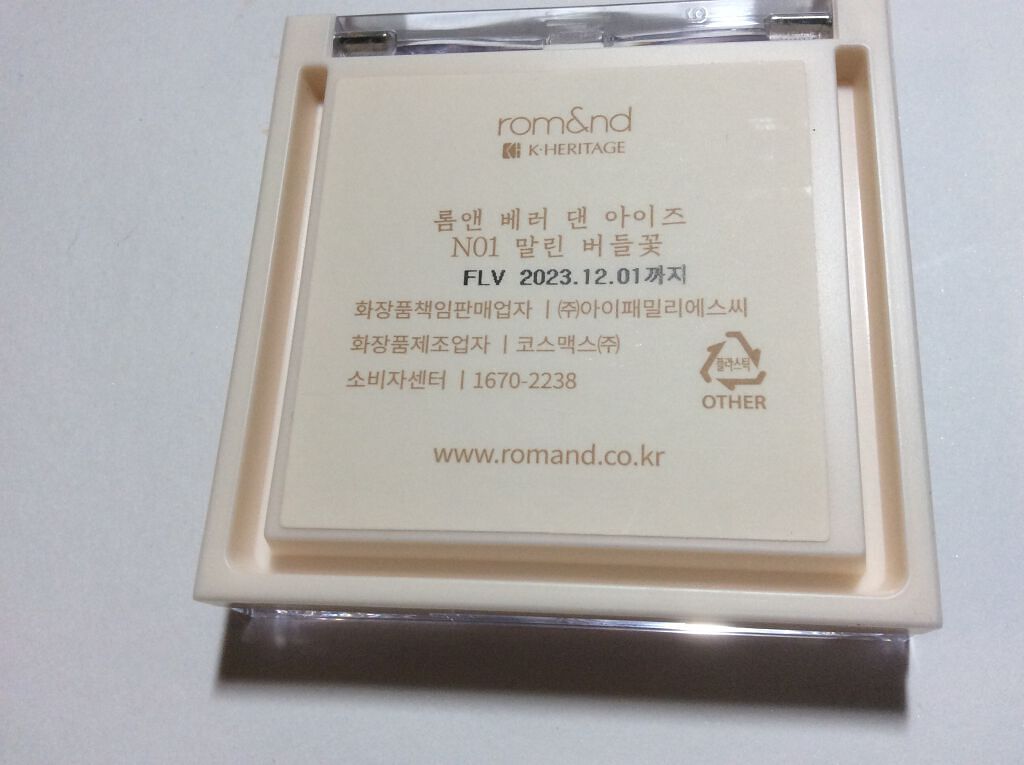 rom&nd
K·HERITAGE
롬앤 베러 댄 아이즈
N01 말린 버들꽃
FLV 2023.12.01까지
화장품책임판매업자 | ㈜아이패밀리에스씨
화장품제조업자 | 코스맥스㈜
소비자센터 | 1670-2238
플라스틱
OTHER
www.romand.co.kr